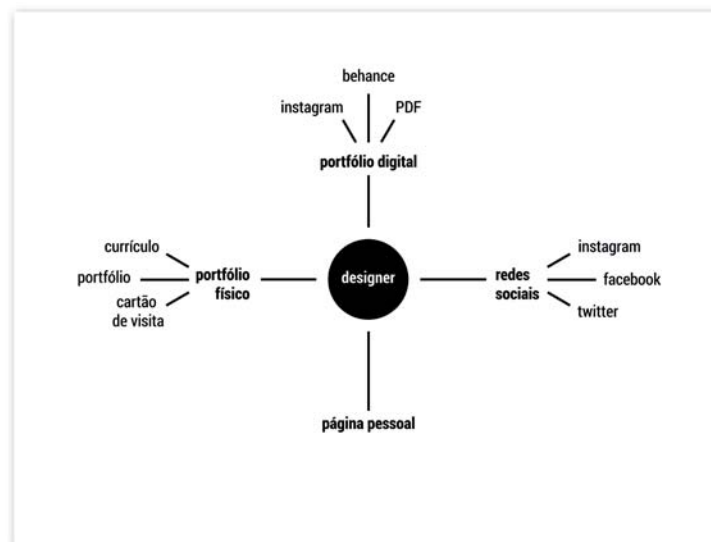 behance
instagram
PDF
portfólio digital
currículo
portfólio
cartão
de visita
portfólio
físico
designer
redes
sociais
instagram
facebook
twitter
página pessoal